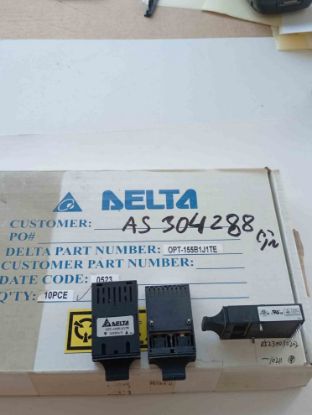 DELTA
CUSTOMER: AS 304288
PO#
DELTA PART NUMBER: OPT-155B1J1TE
CUSTOMER PART NUMBER:
DATE CODE: 0523
Q'TY: 10PCE
DELTA